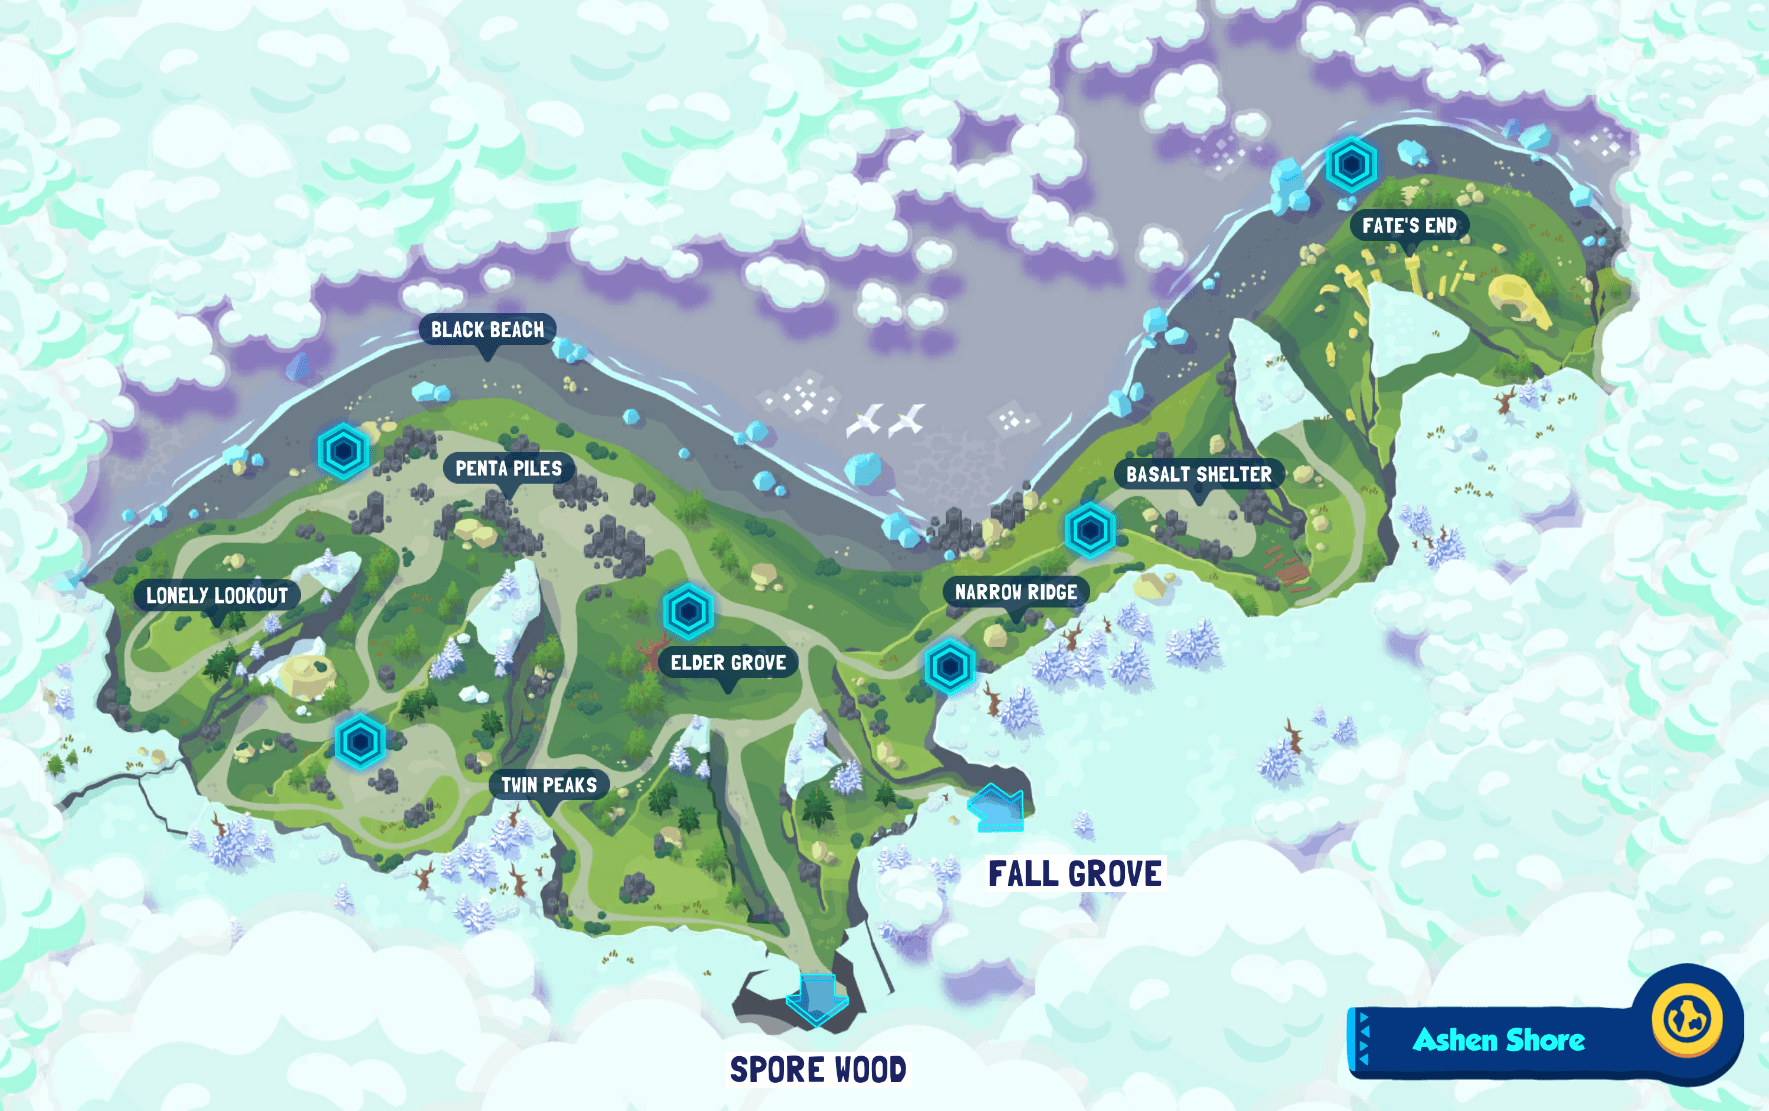 FATE'S END
BLACK BEACH
PENTA PILES
BASALT SHELTER
LONELY LOOKOUT
NARROW RIDGE
ELDER GROVE
TWIN PEAKS
FALL GROVE
SPORE WOOD
Ashen Shore